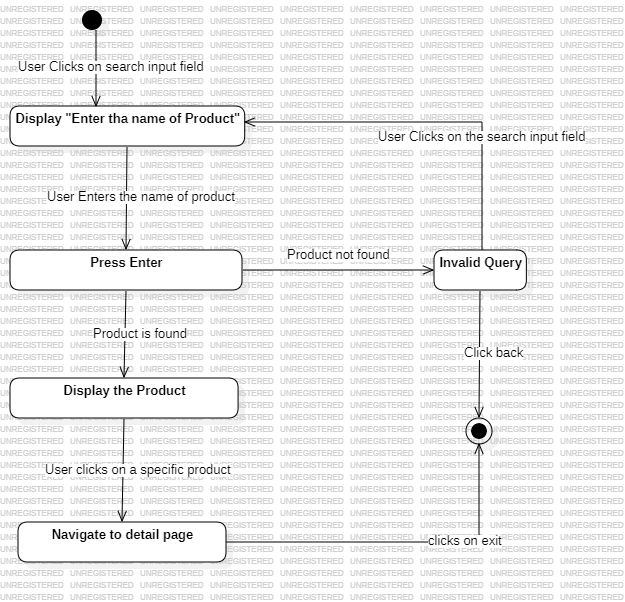 User Clicks on search input field
Display "Enter tha name of Product"
User Clicks on the search input field
User Enters the name of product
Product not found
Press Enter
Invalid Query
Product is found
Click back
Display the Product
User clicks on a specific product
Navigate to detail page
clicks on exit
UNREGISTERED